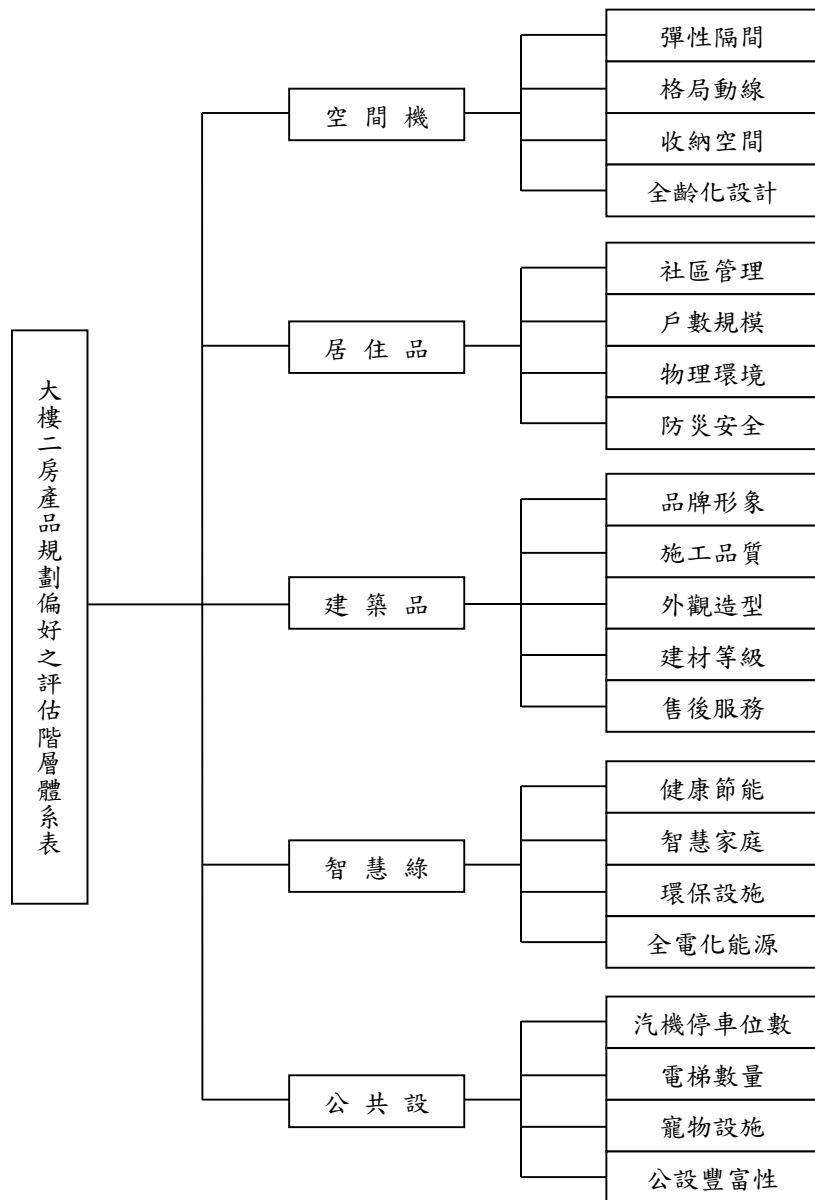 大樓二房產品規劃偏好之評估階層體系表
空間機
彈性隔間
格局動線
收納空間
全齡化設計
居住品
社區管理
戶數規模
物理環境
防災安全
建築品
品牌形象
施工品質
外觀造型
建材等級
售後服務
智慧綠
健康節能
智慧家庭
環保設施
全電化能源
公共設
汽機停車位數
電梯數量
寵物設施
公設豐富性